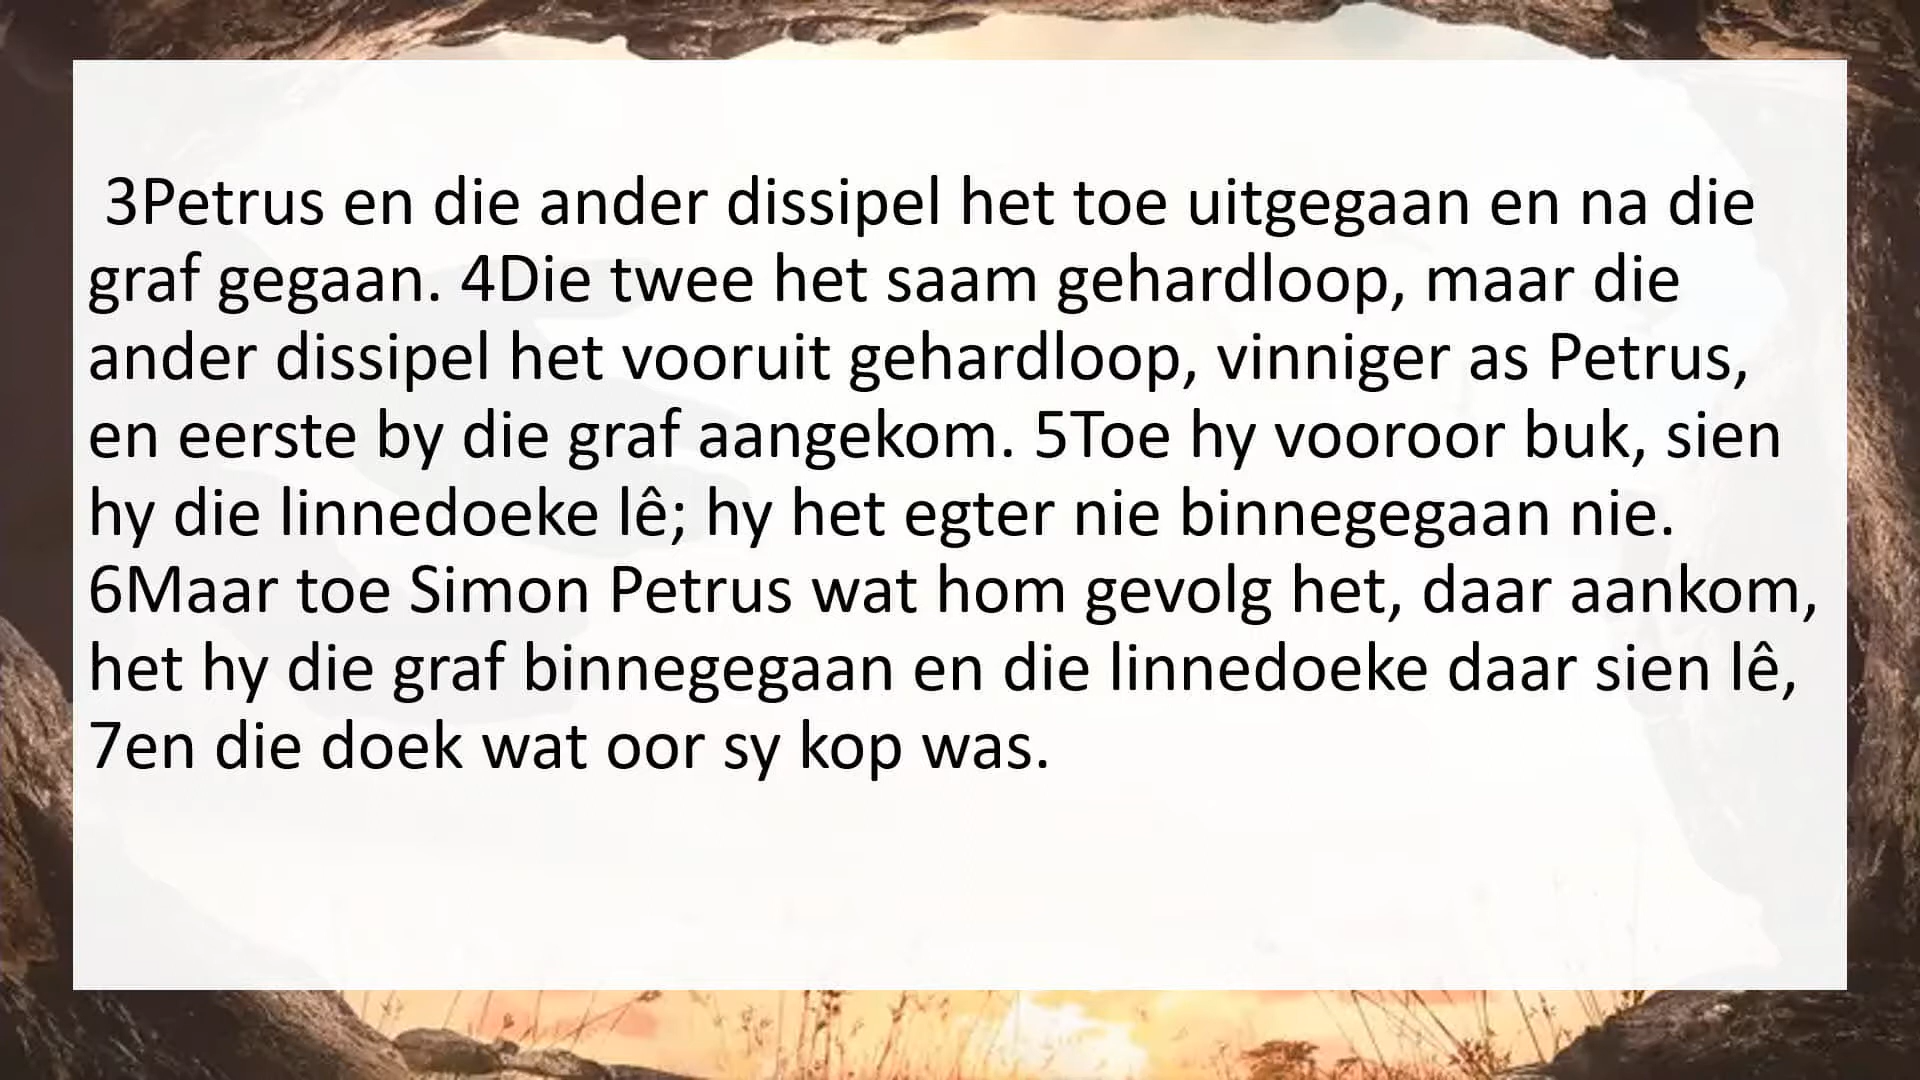 3Petrus en die ander dissipel het toe uitgegaan en na die
graf gegaan. 4Die twee het saam gehardloop, maar die
ander dissipel het vooruit gehardloop, vinniger as Petrus,
en eerste by die graf aangekom. 5Toe hy vooroor buk, sien
hy die linnedoeke lê; hy het egter nie binnegegaan nie.
6Maar toe Simon Petrus wat hom gevolg het, daar aankom,
het hy die graf binnegegaan en die linnedoeke daar sien lê,
7en die doek wat oor sy kop was.